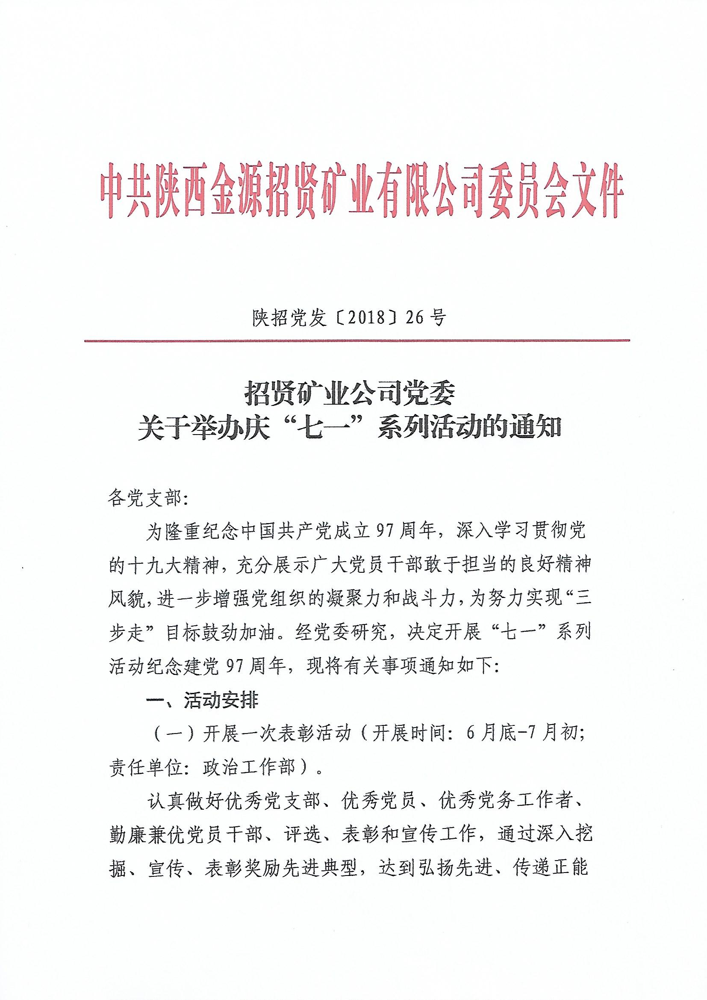 中共陕西金源招贤矿业有限公司委员会文件
陕招党发〔2018〕26 号
招贤矿业公司党委
关于举办庆“七一”系列活动的通知
各党支部：
为隆重纪念中国共产党成立 97 周年，深入学习贯彻党
的十九大精神，充分展示广大党员干部敢于担当的良好精神
风貌，进一步增强党组织的凝聚力和战斗力，为努力实现“三
步走”目标鼓劲加油。经党委研究，决定开展“七一”系列
活动纪念建党 97 周年，现将有关事项通知如下：
一、活动安排
（一）开展一次表彰活动（开展时间：6 月底-7 月初；
责任单位：政治工作部）。
认真做好优秀党支部、优秀党员、优秀党务工作者、
勤廉兼优党员干部、评选、表彰和宣传工作，通过深入挖
掘、宣传、表彰奖励先进典型，达到弘扬先进、传递正能